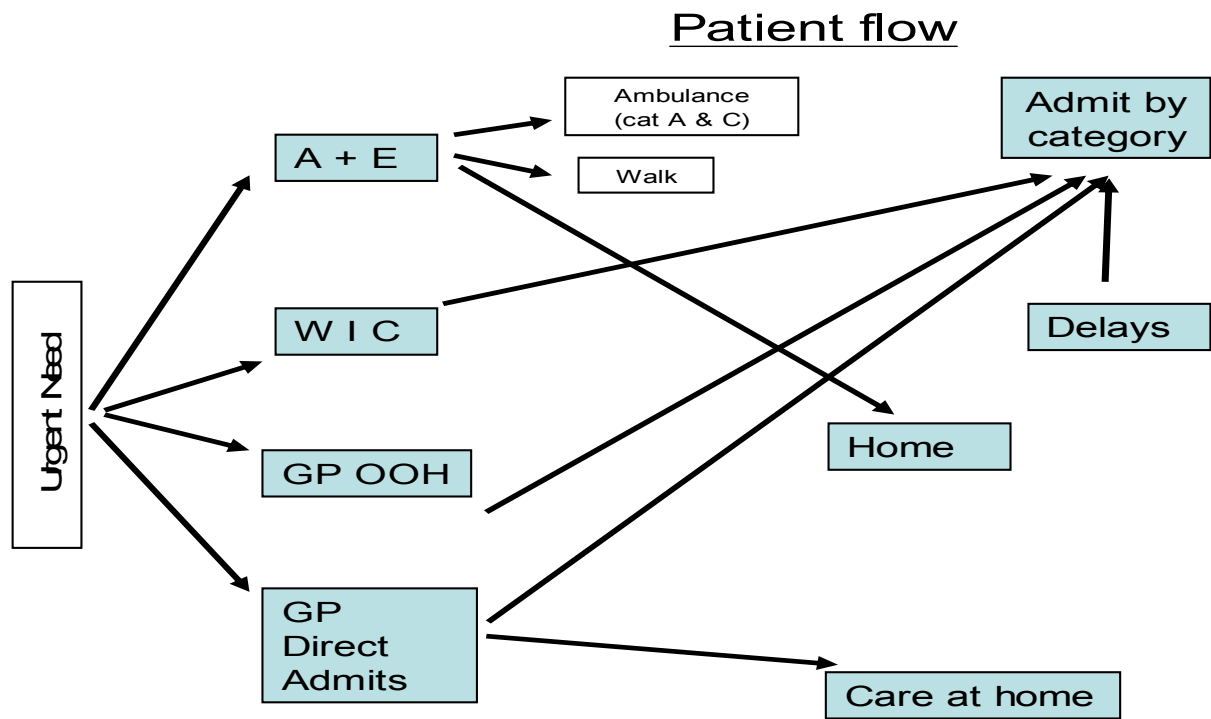 Patient flow
Ambulance
(cat A & C)
Admit by
category
A + E
Walk
Urgent Need
W I C
Delays
Home
GP OOH
GP
Direct
Admits
Care at home